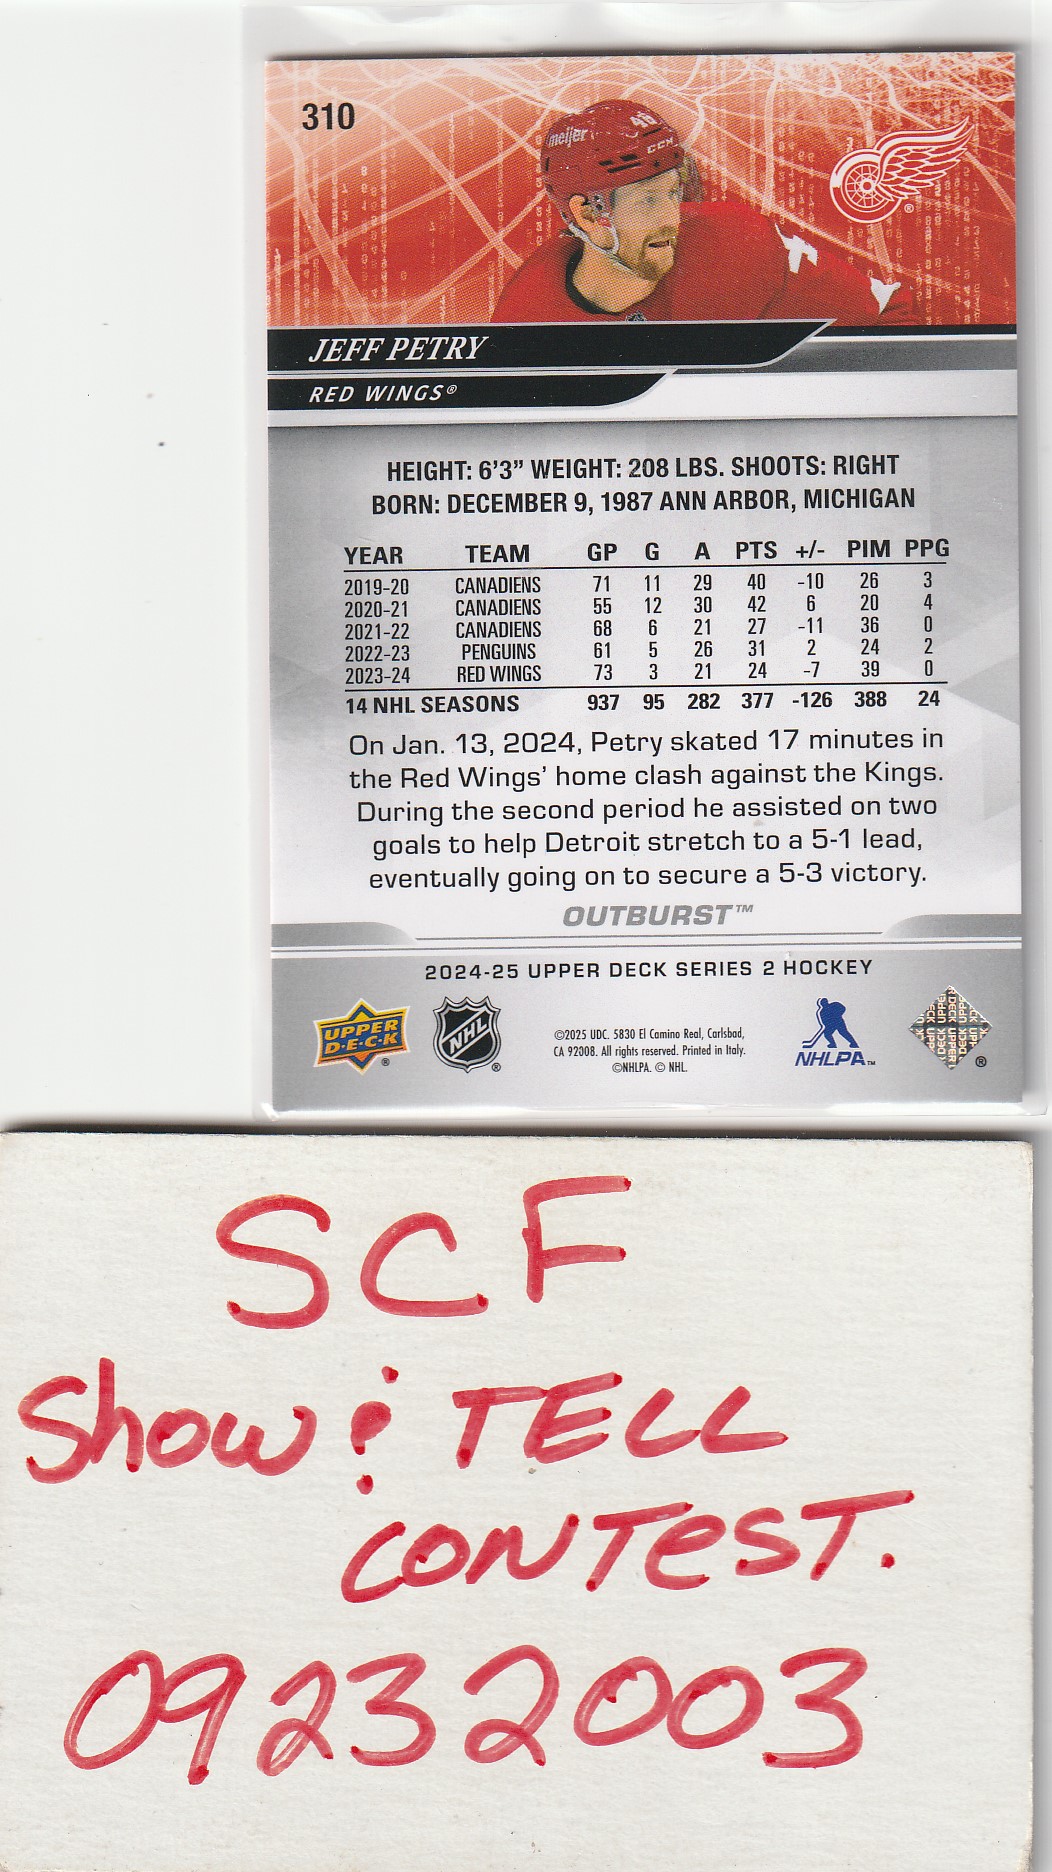 310
meijer
48
CCM
JEFF PETRY
RED WINGS®
HEIGHT: 6'3" WEIGHT: 208 LBS. SHOOTS: RIGHT
BORN: DECEMBER 9, 1987 ANN ARBOR, MICHIGAN
YEAR TEAM GP G A PTS +/- PIM PPG
2019-20 CANADIENS 71 11 29 40 -10 26 3
2020-21 CANADIENS 55 12 30 42 6 20 4
2021-22 CANADIENS 68 6 21 27 -11 36 0
2022-23 PENGUINS 61 5 26 31 2 24 2
2023-24 RED WINGS 73 3 21 24 -7 39 0
14 NHL SEASONS 937 95 282 377 -126 388 24
On Jan. 13, 2024, Petry skated 17 minutes in
the Red Wings' home clash against the Kings.
During the second period he assisted on two
goals to help Detroit stretch to a 5-1 lead,
eventually going on to secure a 5-3 victory.
OUTBURST™
2024-25 UPPER DECK SERIES 2 HOCKEY
UPPER
D·E·C·K
®
NHL
®
©2025 UDC. 5830 El Camino Real, Carlsbad,
CA 92008. All rights reserved. Printed in Italy.
©NHLPA. © NHL.
NHLPA™
UPPER DECK
®
SCF
Show & TELL
CONTesT.
09232003